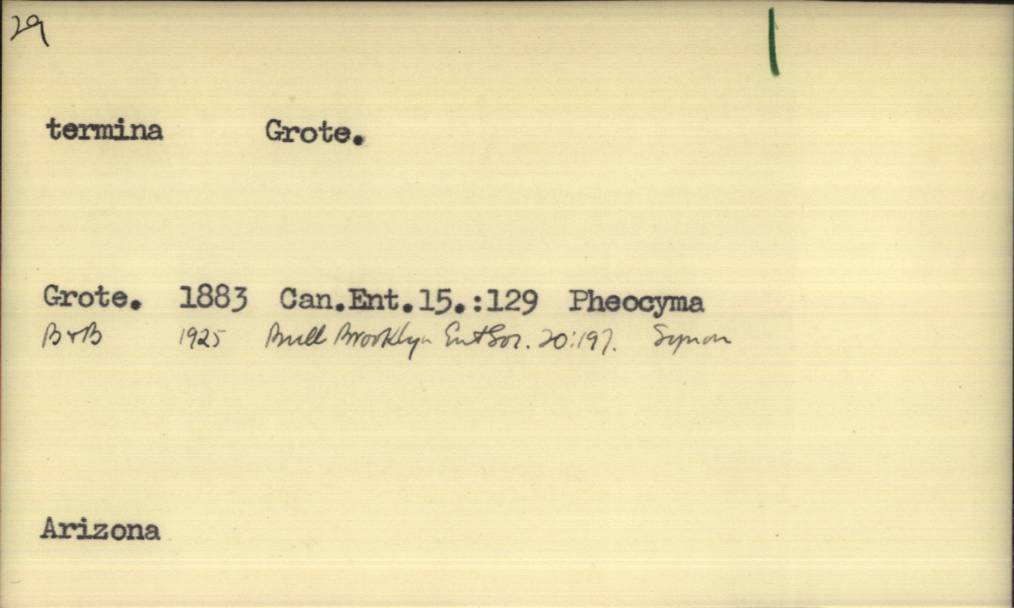 29
termina Grote.
Grote. 1883 Can.Ent.15.:129 Pheocyma
B+B 1925 Bull Brooklyn Ent Soc. 20:197. Synon
Arizona